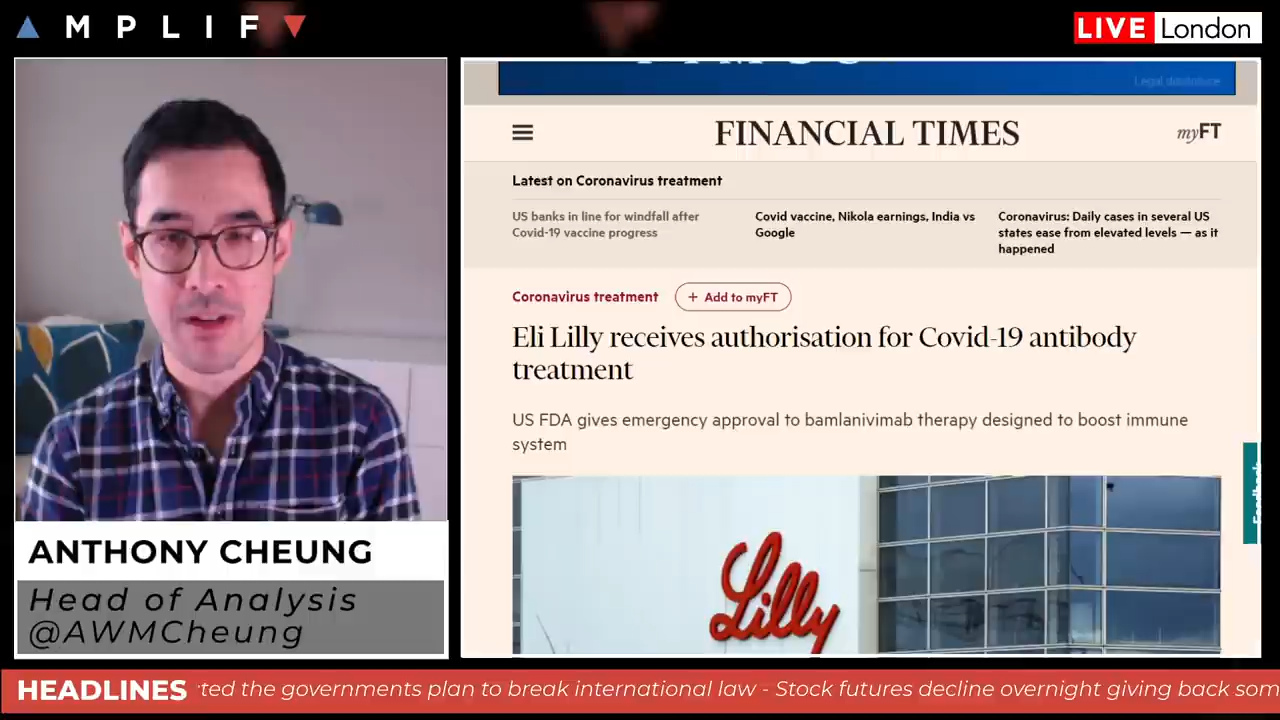 AMPLIFY
LIVE London
Legal disclosure
FINANCIAL TIMES
myFT
Latest on Coronavirus treatment
US banks in line for windfall after
Covid-19 vaccine progress
Covid vaccine, Nikola earnings, India vs
Google
Coronavirus: Daily cases in several US
states ease from elevated levels — as it
happened
Coronavirus treatment
+ Add to myFT
Eli Lilly receives authorisation for Covid-19 antibody
treatment
US FDA gives emergency approval to bamlanivimab therapy designed to boost immune
system
Feedback
Lilly
ANTHONY CHEUNG
Head of Analysis
@AWMCheung
HEADLINES ted the governments plan to break international law - Stock futures decline overnight giving back som